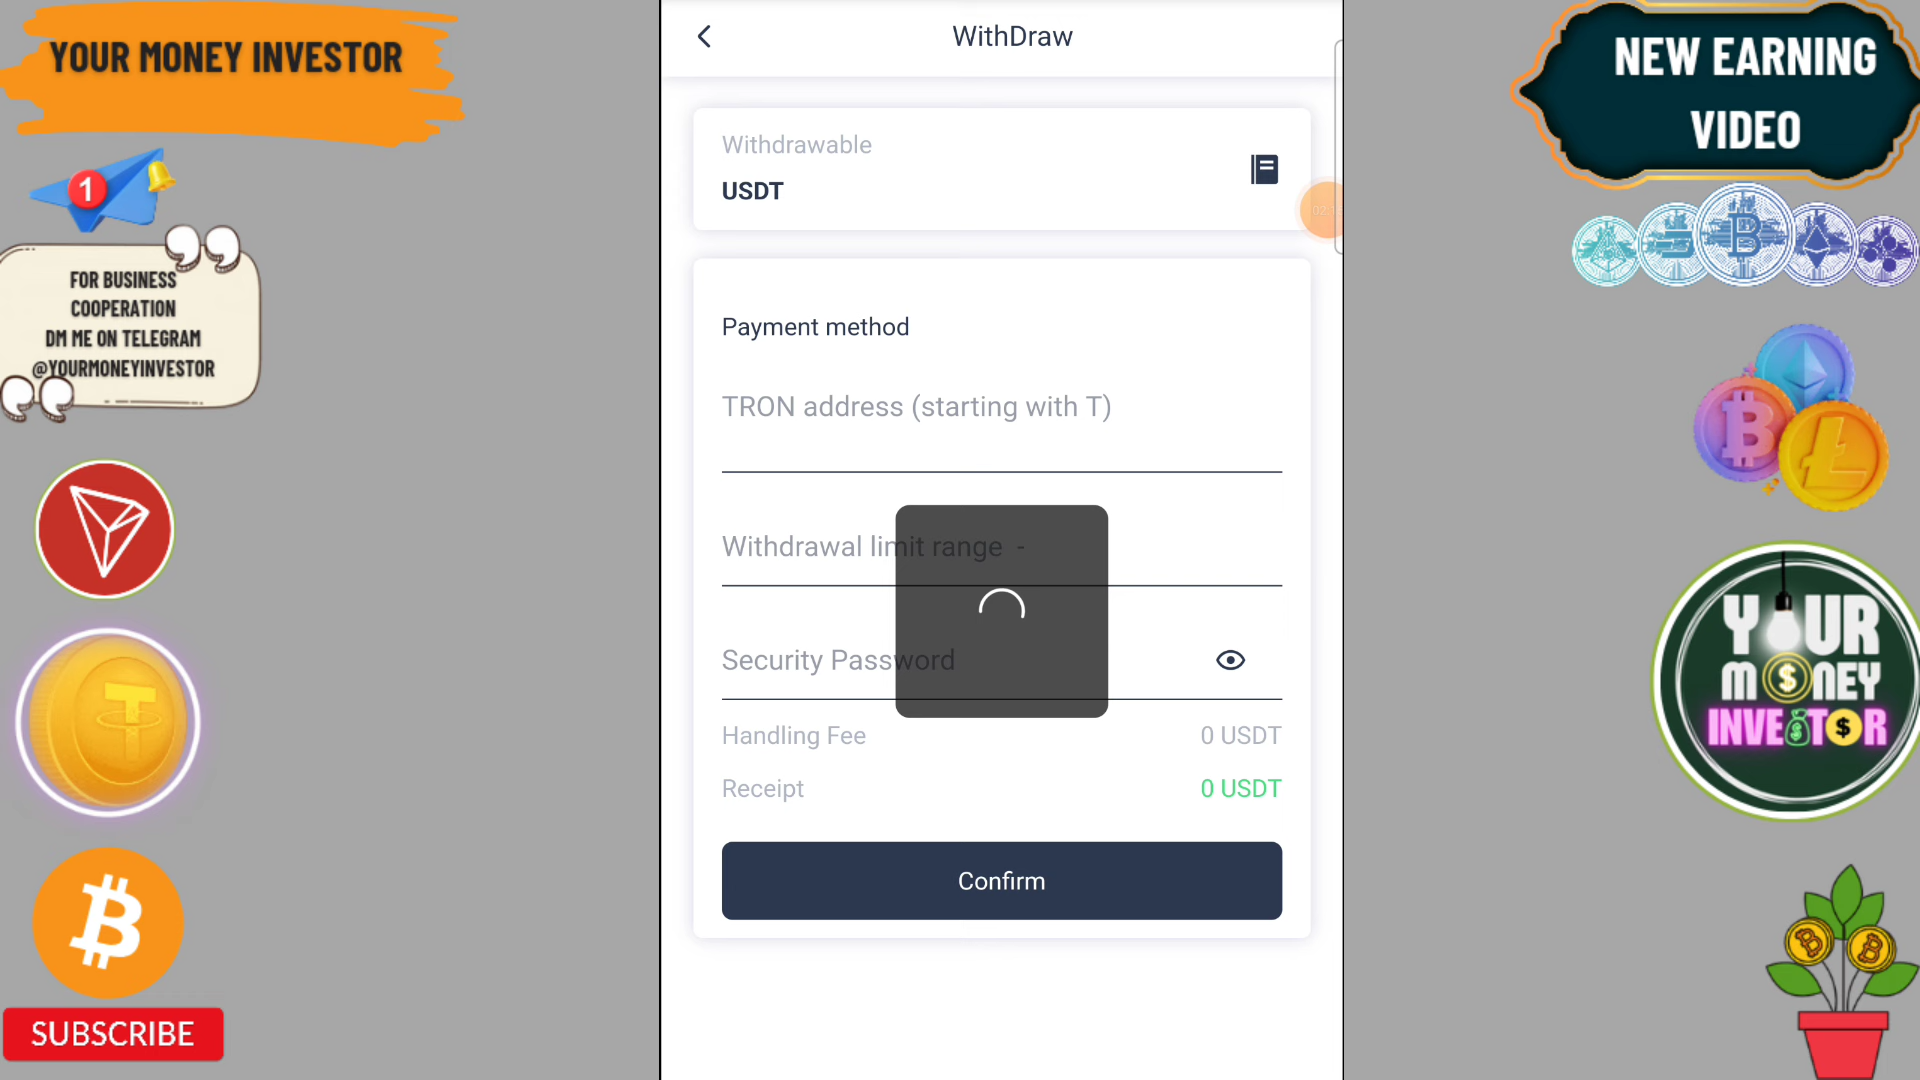 YOUR MONEY INVESTOR
1
FOR BUSINESS
COOPERATION
DM ME ON TELEGRAM
@YOURMONEYINVESTOR
SUBSCRIBE
WithDraw
Withdrawable
USDT
Payment method
TRON address (starting with T)
Withdrawal limit range -
Security Password
Handling Fee 0 USDT
Receipt 0 USDT
Confirm
NEW EARNING
VIDEO
YOUR
MONEY
INVESTOR